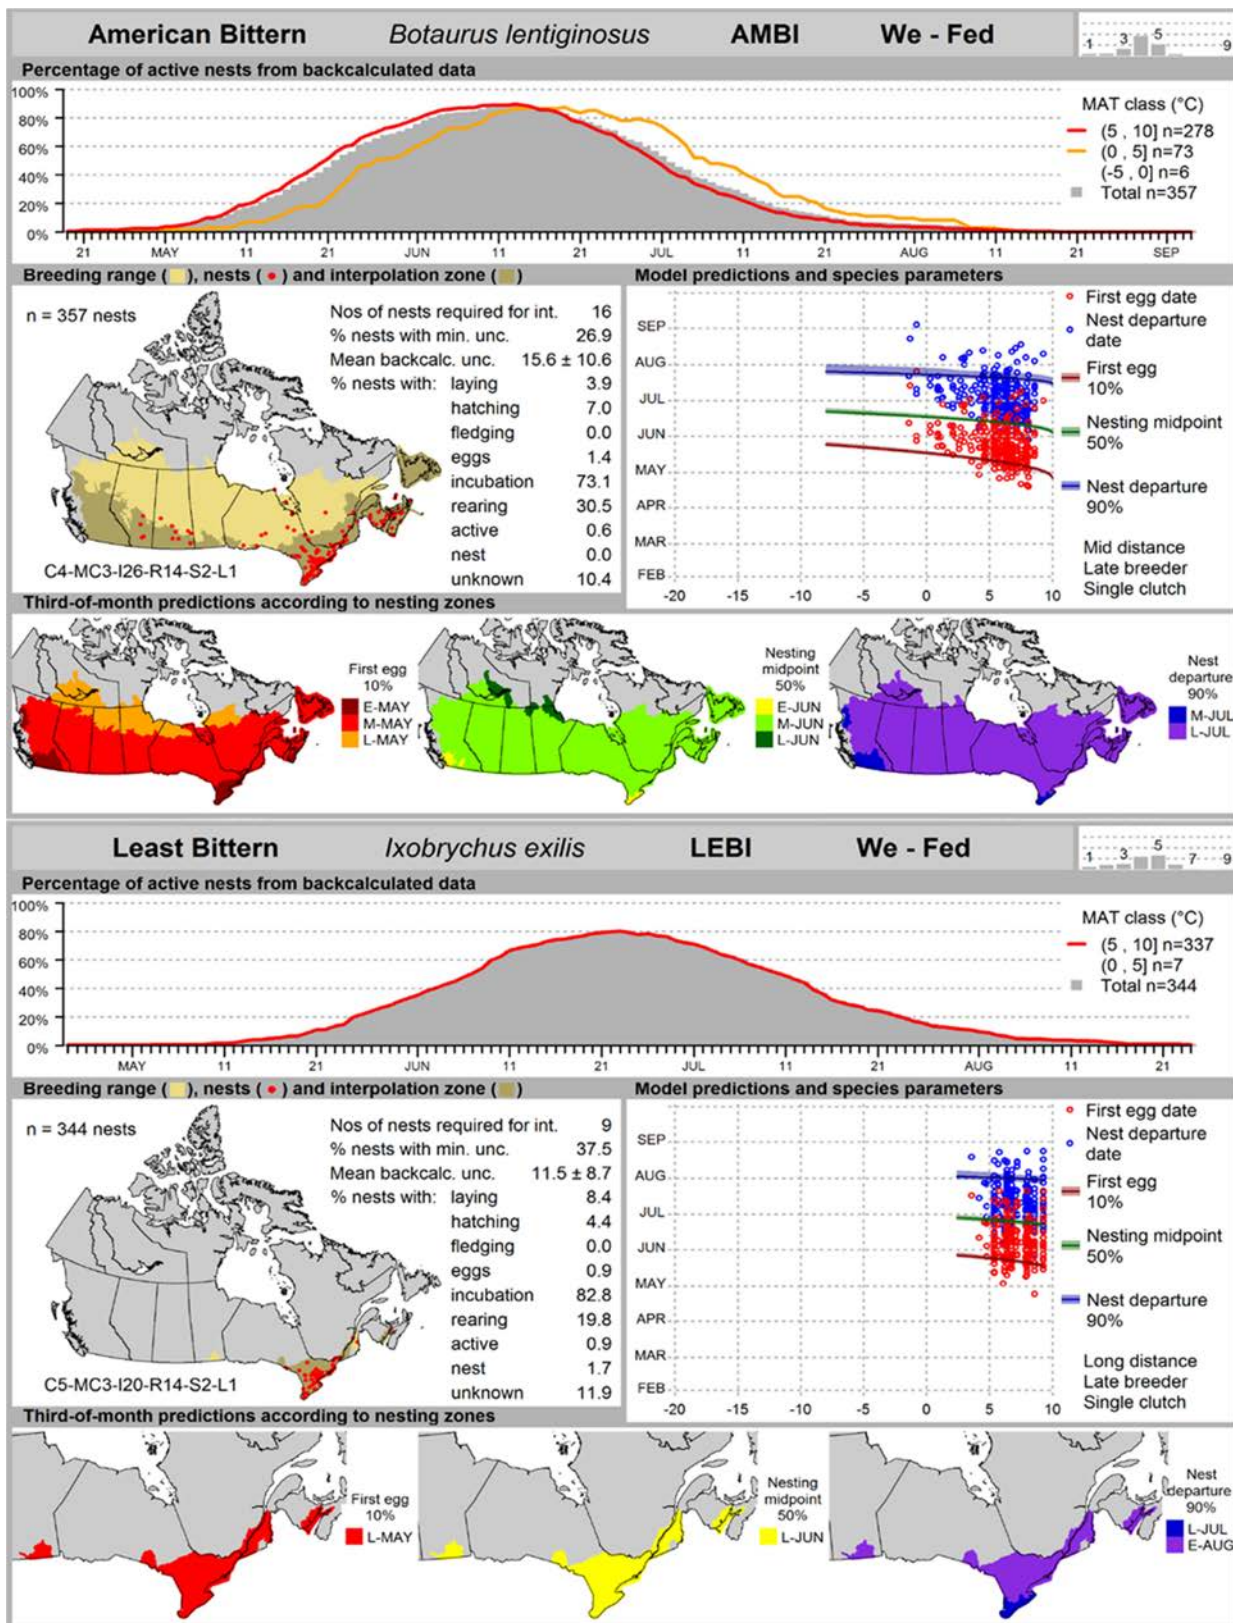 American Bittern Botaurus lentiginosus AMBI We - Fed
1 3 5 9
Percentage of active nests from backcalculated data
100%
80%
60%
40%
20%
0%
21 MAY 11 21 JUN 11 21 JUL 11 21 AUG 11 21 SEP
MAT class (°C)
(5 , 10] n=278
(0 , 5] n=73
(-5 , 0] n=6
Total n=357
Breeding range ( ), nests ( ) and interpolation zone ( )
n = 357 nests
Nos of nests required for int. 16
% nests with min. unc. 26.9
Mean backcalc. unc. 15.6 ± 10.6
% nests with: laying 3.9
hatching 7.0
fledging 0.0
eggs 1.4
incubation 73.1
rearing 30.5
active 0.6
nest 0.0
unknown 10.4
C4-MC3-I26-R14-S2-L1
Model predictions and species parameters
SEP
AUG
JUL
JUN
MAY
APR
MAR
FEB
-20 -15 -10 -5 0 5 10
First egg date
Nest departure
date
First egg
10%
Nesting midpoint
50%
Nest departure
90%
Mid distance
Late breeder
Single clutch
Third-of-month predictions according to nesting zones
First egg
10%
E-MAY
M-MAY
L-MAY
Nesting
midpoint
50%
E-JUN
M-JUN
L-JUN
Nest
departure
90%
M-JUL
L-JUL
Least Bittern Ixobrychus exilis LEBI We - Fed
1 3 5 7 9
Percentage of active nests from backcalculated data
100%
80%
60%
40%
20%
0%
MAY 11 21 JUN 11 21 JUL 11 21 AUG 11 21
MAT class (°C)
(5 , 10] n=337
(0 , 5] n=7
Total n=344
Breeding range ( ), nests ( ) and interpolation zone ( )
n = 344 nests
Nos of nests required for int. 9
% nests with min. unc. 37.5
Mean backcalc. unc. 11.5 ± 8.7
% nests with: laying 8.4
hatching 4.4
fledging 0.0
eggs 0.9
incubation 82.8
rearing 19.8
active 0.9
nest 1.7
unknown 11.9
C5-MC3-I20-R14-S2-L1
Model predictions and species parameters
SEP
AUG
JUL
JUN
MAY
APR
MAR
FEB
-20 -15 -10 -5 0 5 10
First egg date
Nest departure
date
First egg
10%
Nesting midpoint
50%
Nest departure
90%
Long distance
Late breeder
Single clutch
Third-of-month predictions according to nesting zones
First egg
10%
L-MAY
Nesting
midpoint
50%
L-JUN
Nest
departure
90%
L-JUL
E-AUG